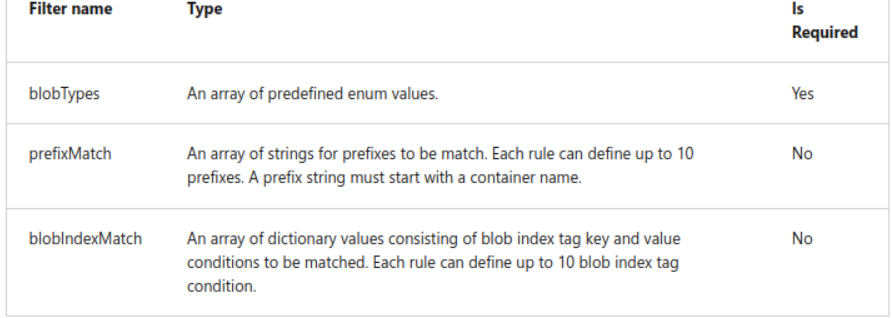 Filter name Type Is
Required
blobTypes An array of predefined enum values. Yes
prefixMatch An array of strings for prefixes to be match. Each rule can define up to 10 No
prefixes. A prefix string must start with a container name.
blobIndexMatch An array of dictionary values consisting of blob index tag key and value No
conditions to be matched. Each rule can define up to 10 blob index tag
condition.